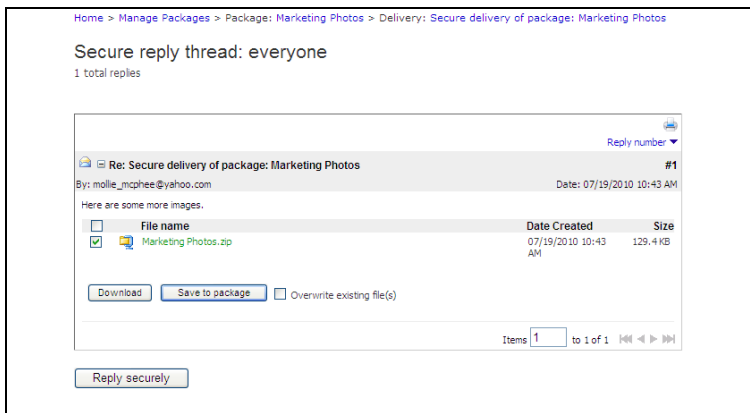 Home > Manage Packages > Package: Marketing Photos > Delivery: Secure delivery of package: Marketing Photos
Secure reply thread: everyone
1 total replies
Reply number
Re: Secure delivery of package: Marketing Photos #1
By: mollie_mcphee@yahoo.com Date: 07/19/2010 10:43 AM
Here are some more images.
File name Date Created Size
Marketing Photos.zip 07/19/2010 10:43 AM 129.4 KB
Download Save to package Overwrite existing file(s)
Items 1 to 1 of 1
Reply securely